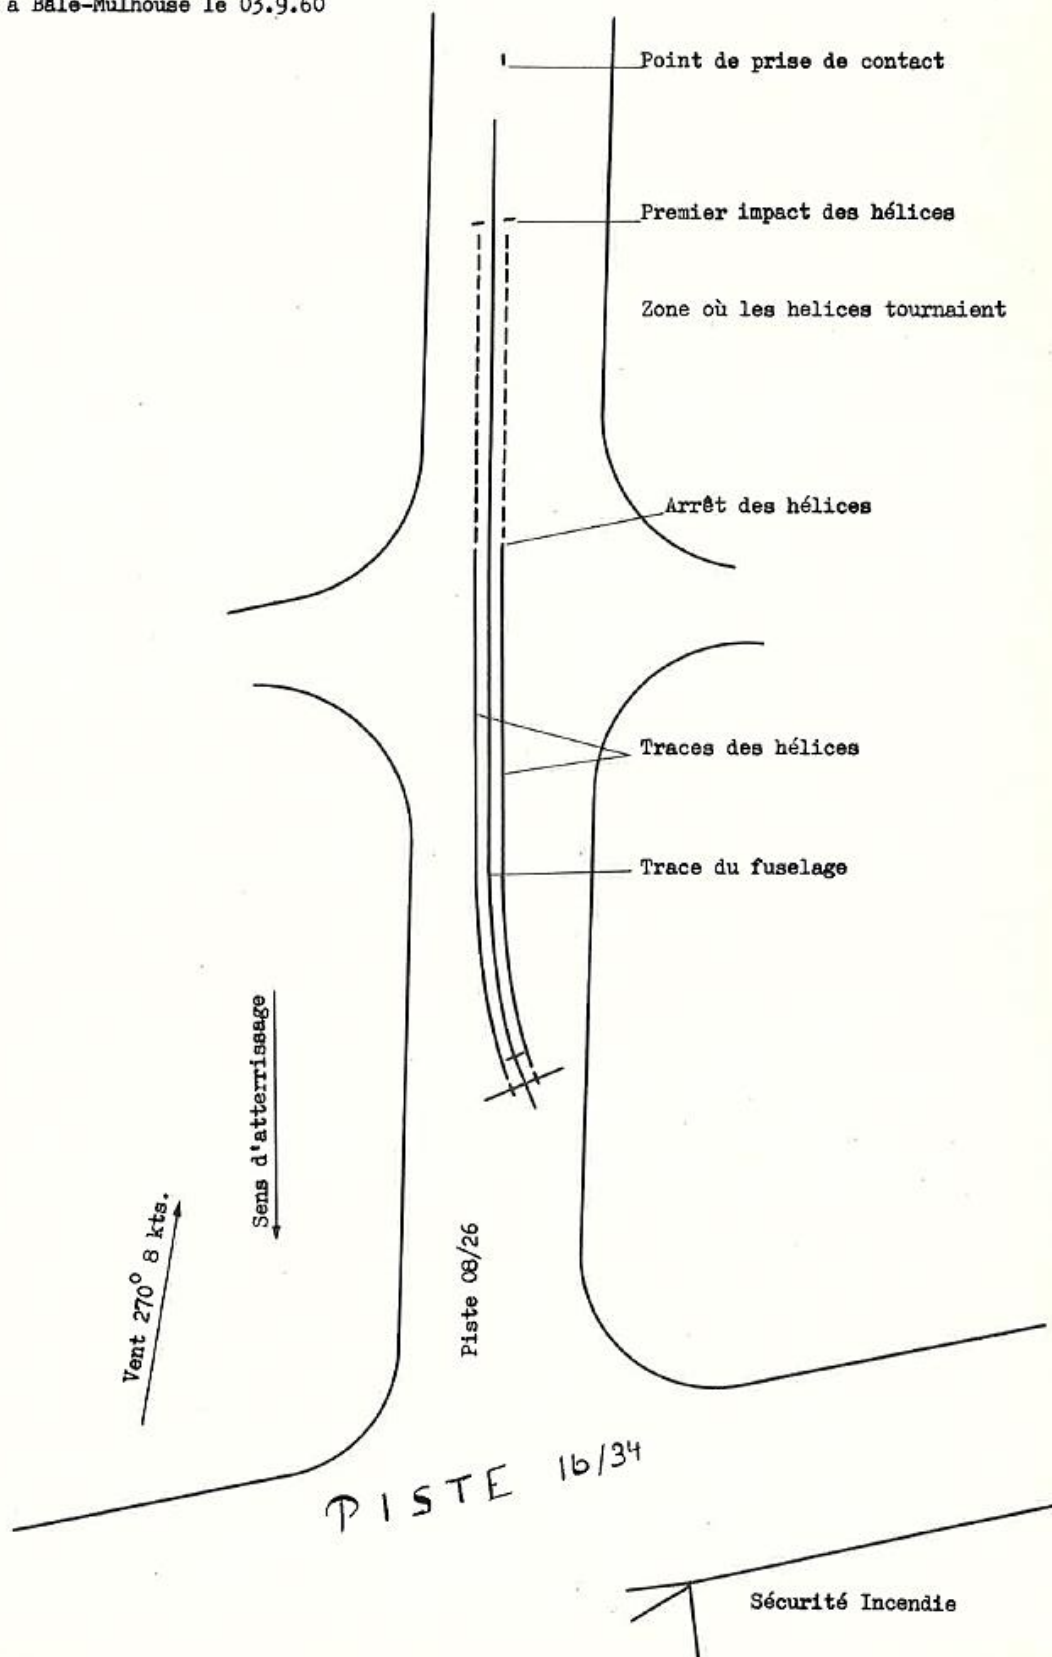 à Bâle-Mulhouse le 03.9.60
Point de prise de contact
Premier impact des hélices
Zone où les helices tournaient
Arrêt des hélices
Traces des hélices
Trace du fuselage
Sens d'atterrissage
Vent 270° 8 kts.
Piste 08/26
PISTE 16/34
Sécurité Incendie